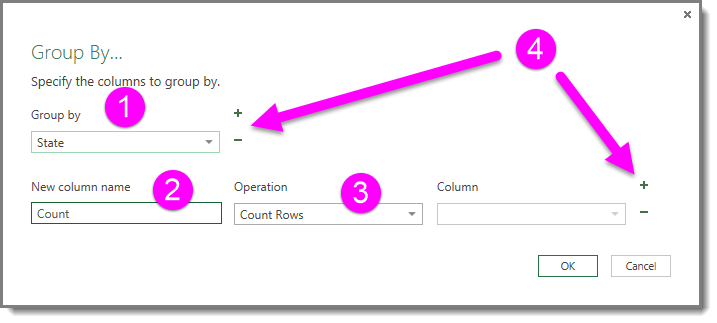 ×
Group By...
4
Specify the columns to group by.
Group by 1 +
State −
New column name 2 Operation 3 Column +
Count Count Rows −
OK Cancel